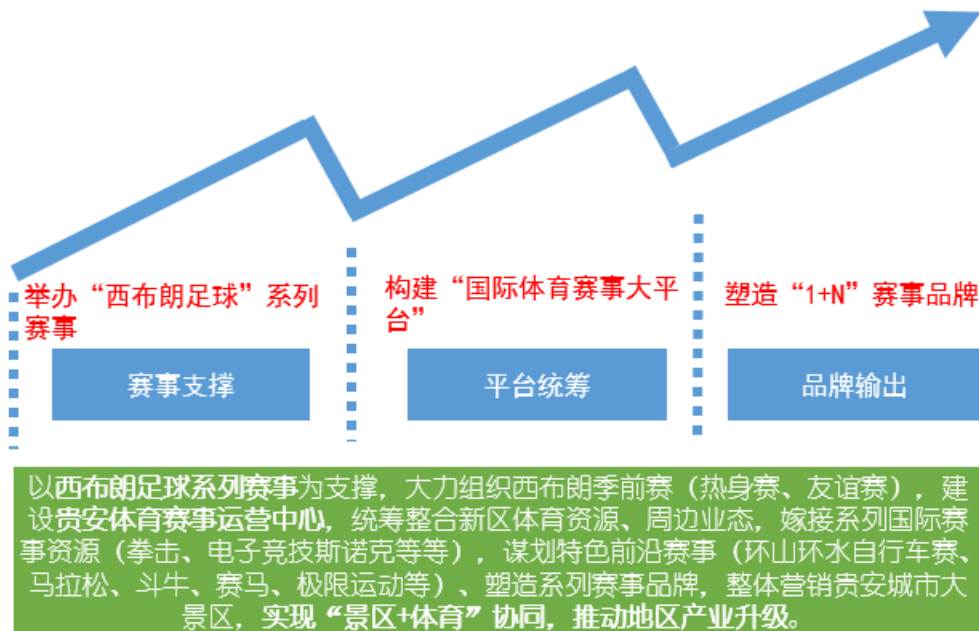 举办“西布朗足球”系列
赛事
构建“国际体育赛事大平
台”
塑造“1+N”赛事品牌
赛事支撑
平台统筹
品牌输出
以西布朗足球系列赛事为支撑，大力组织西布朗季前赛（热身赛、友谊赛），建
设贵安体育赛事运营中心，统筹整合新区体育资源、周边业态，嫁接系列国际赛
事资源（拳击、电子竞技斯诺克等等），谋划特色前沿赛事（环山环水自行车赛、
马拉松、斗牛、赛马、极限运动等）、塑造系列赛事品牌，整体营销贵安城市大
景区，实现“景区+体育”协同，推动地区产业升级。